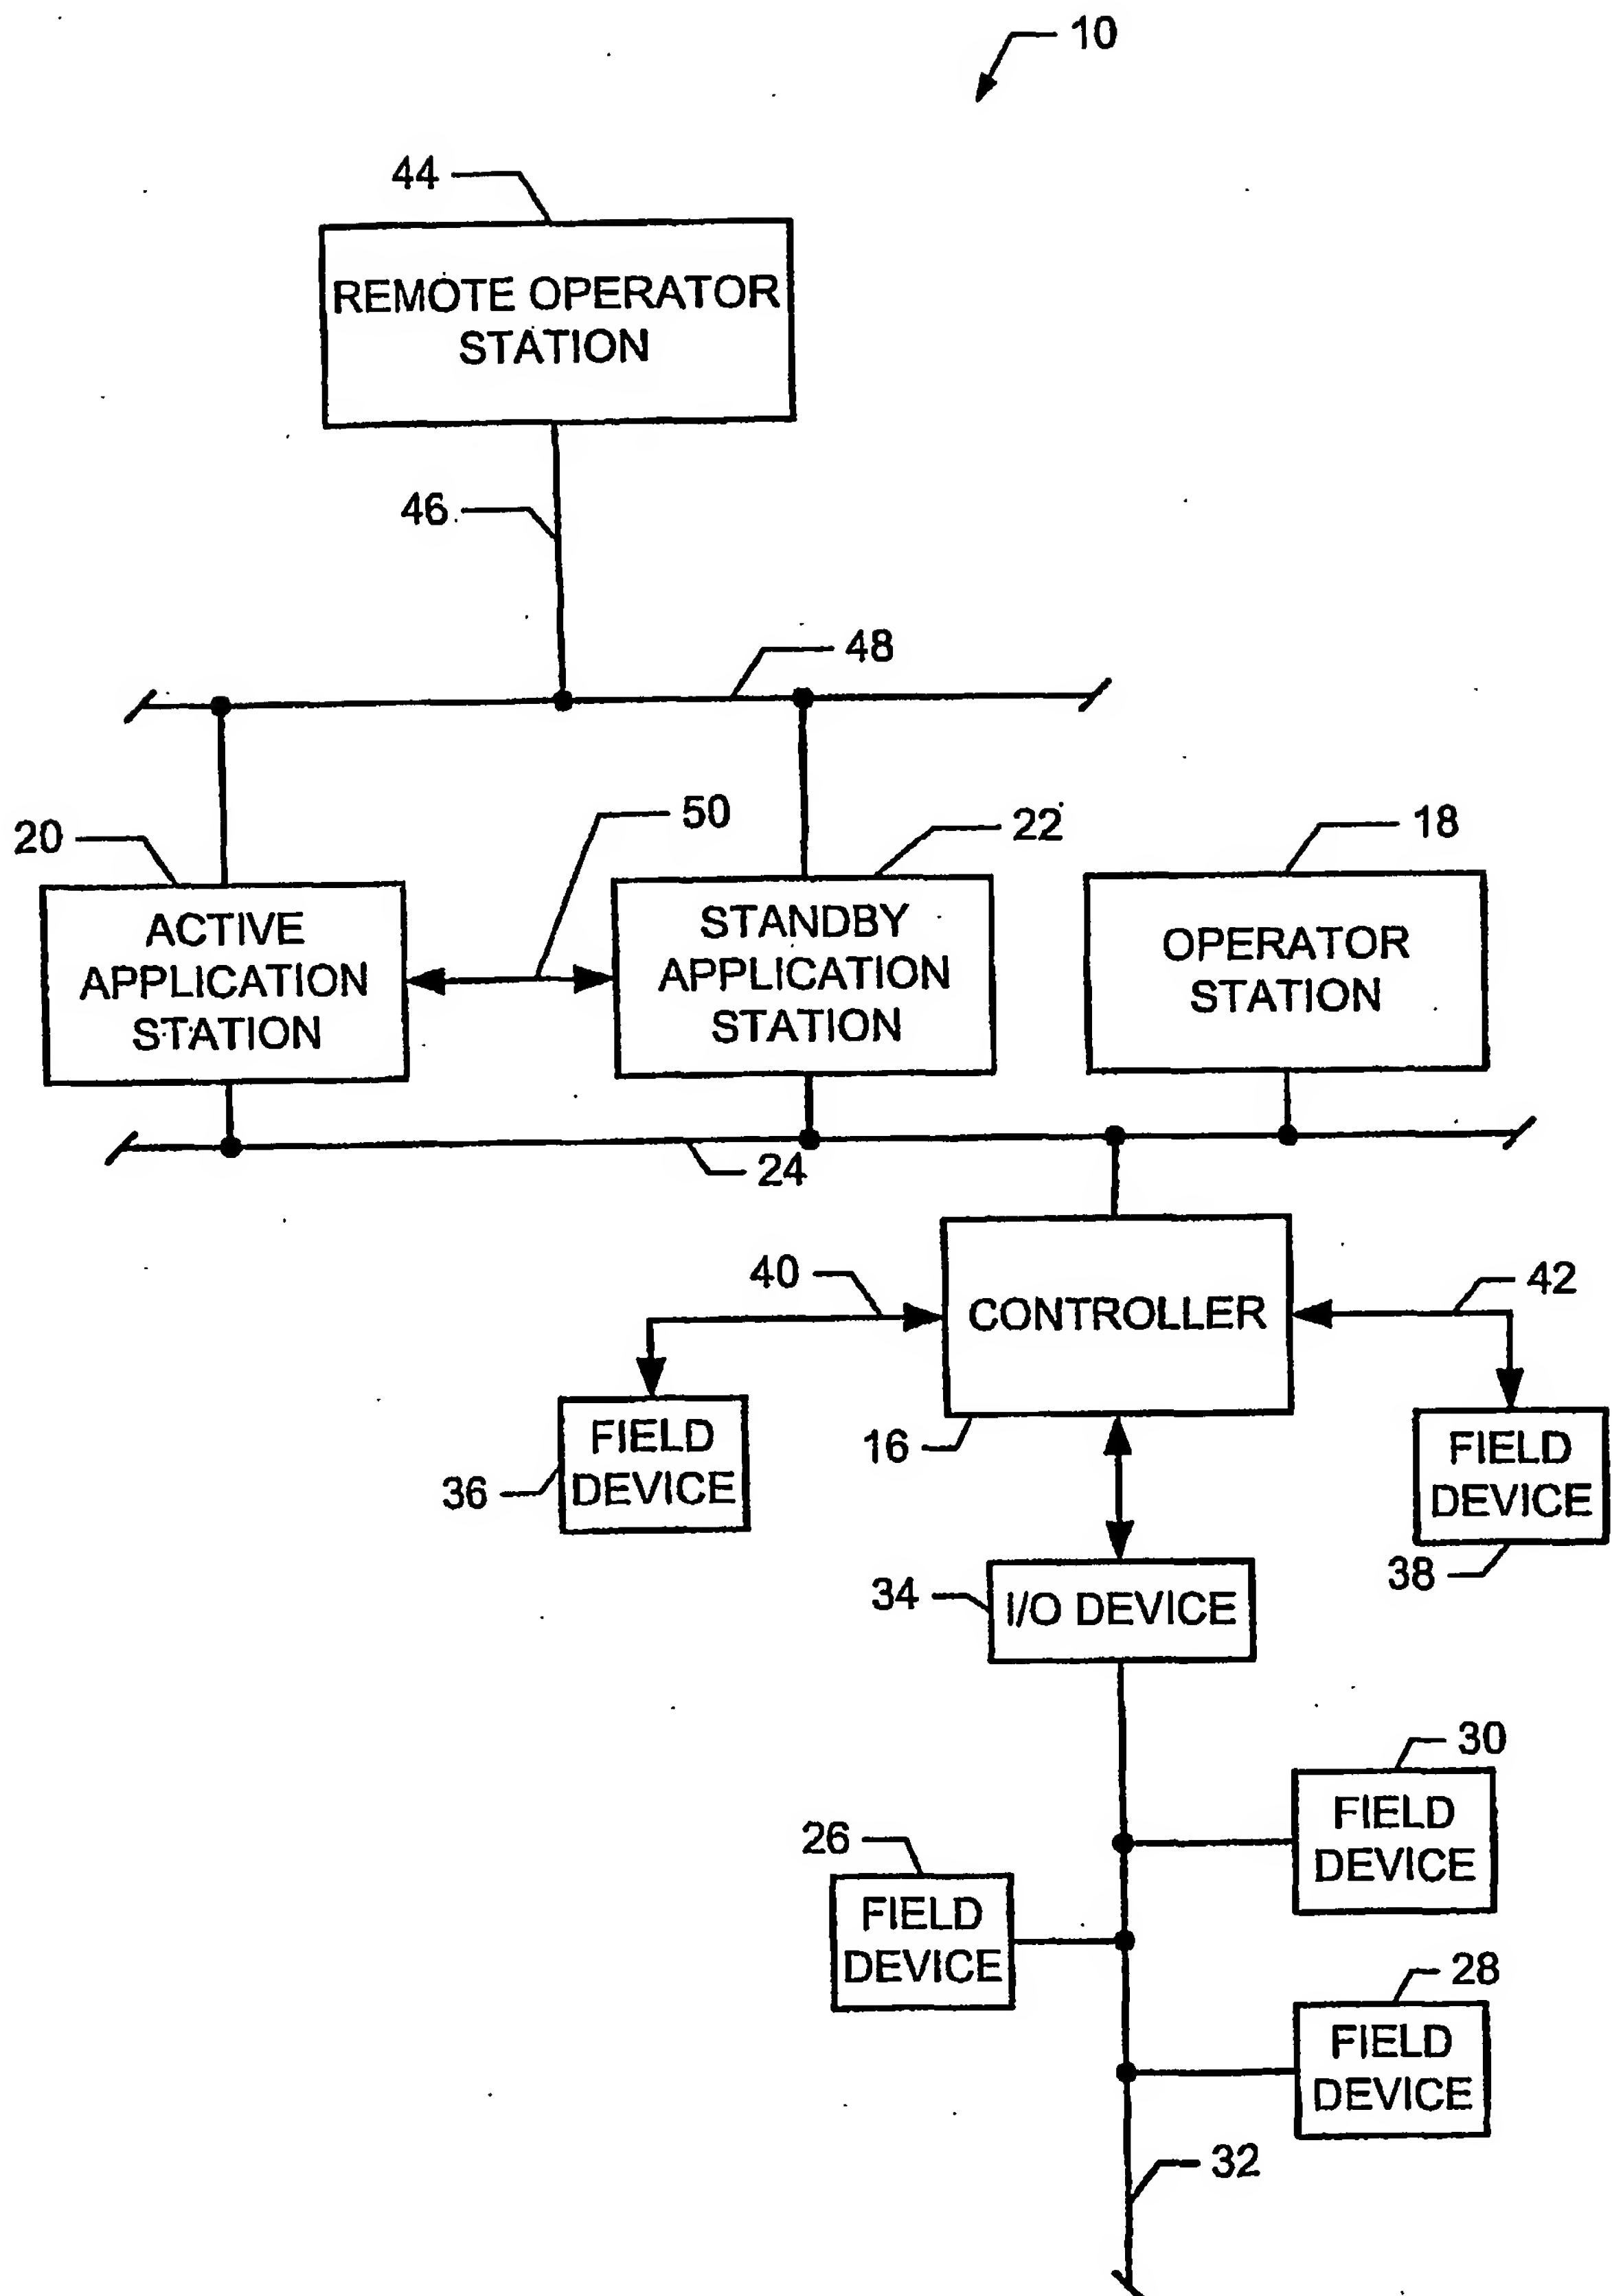 10
44
REMOTE OPERATOR
STATION
46
48
50
20
22
18
ACTIVE
APPLICATION
STATION
STANDBY
APPLICATION
STATION
OPERATOR
STATION
24
40
42
CONTROLLER
16
36
FIELD
DEVICE
FIELD
DEVICE
38
34
I/O DEVICE
30
FIELD
DEVICE
26
FIELD
DEVICE
28
FIELD
DEVICE
32